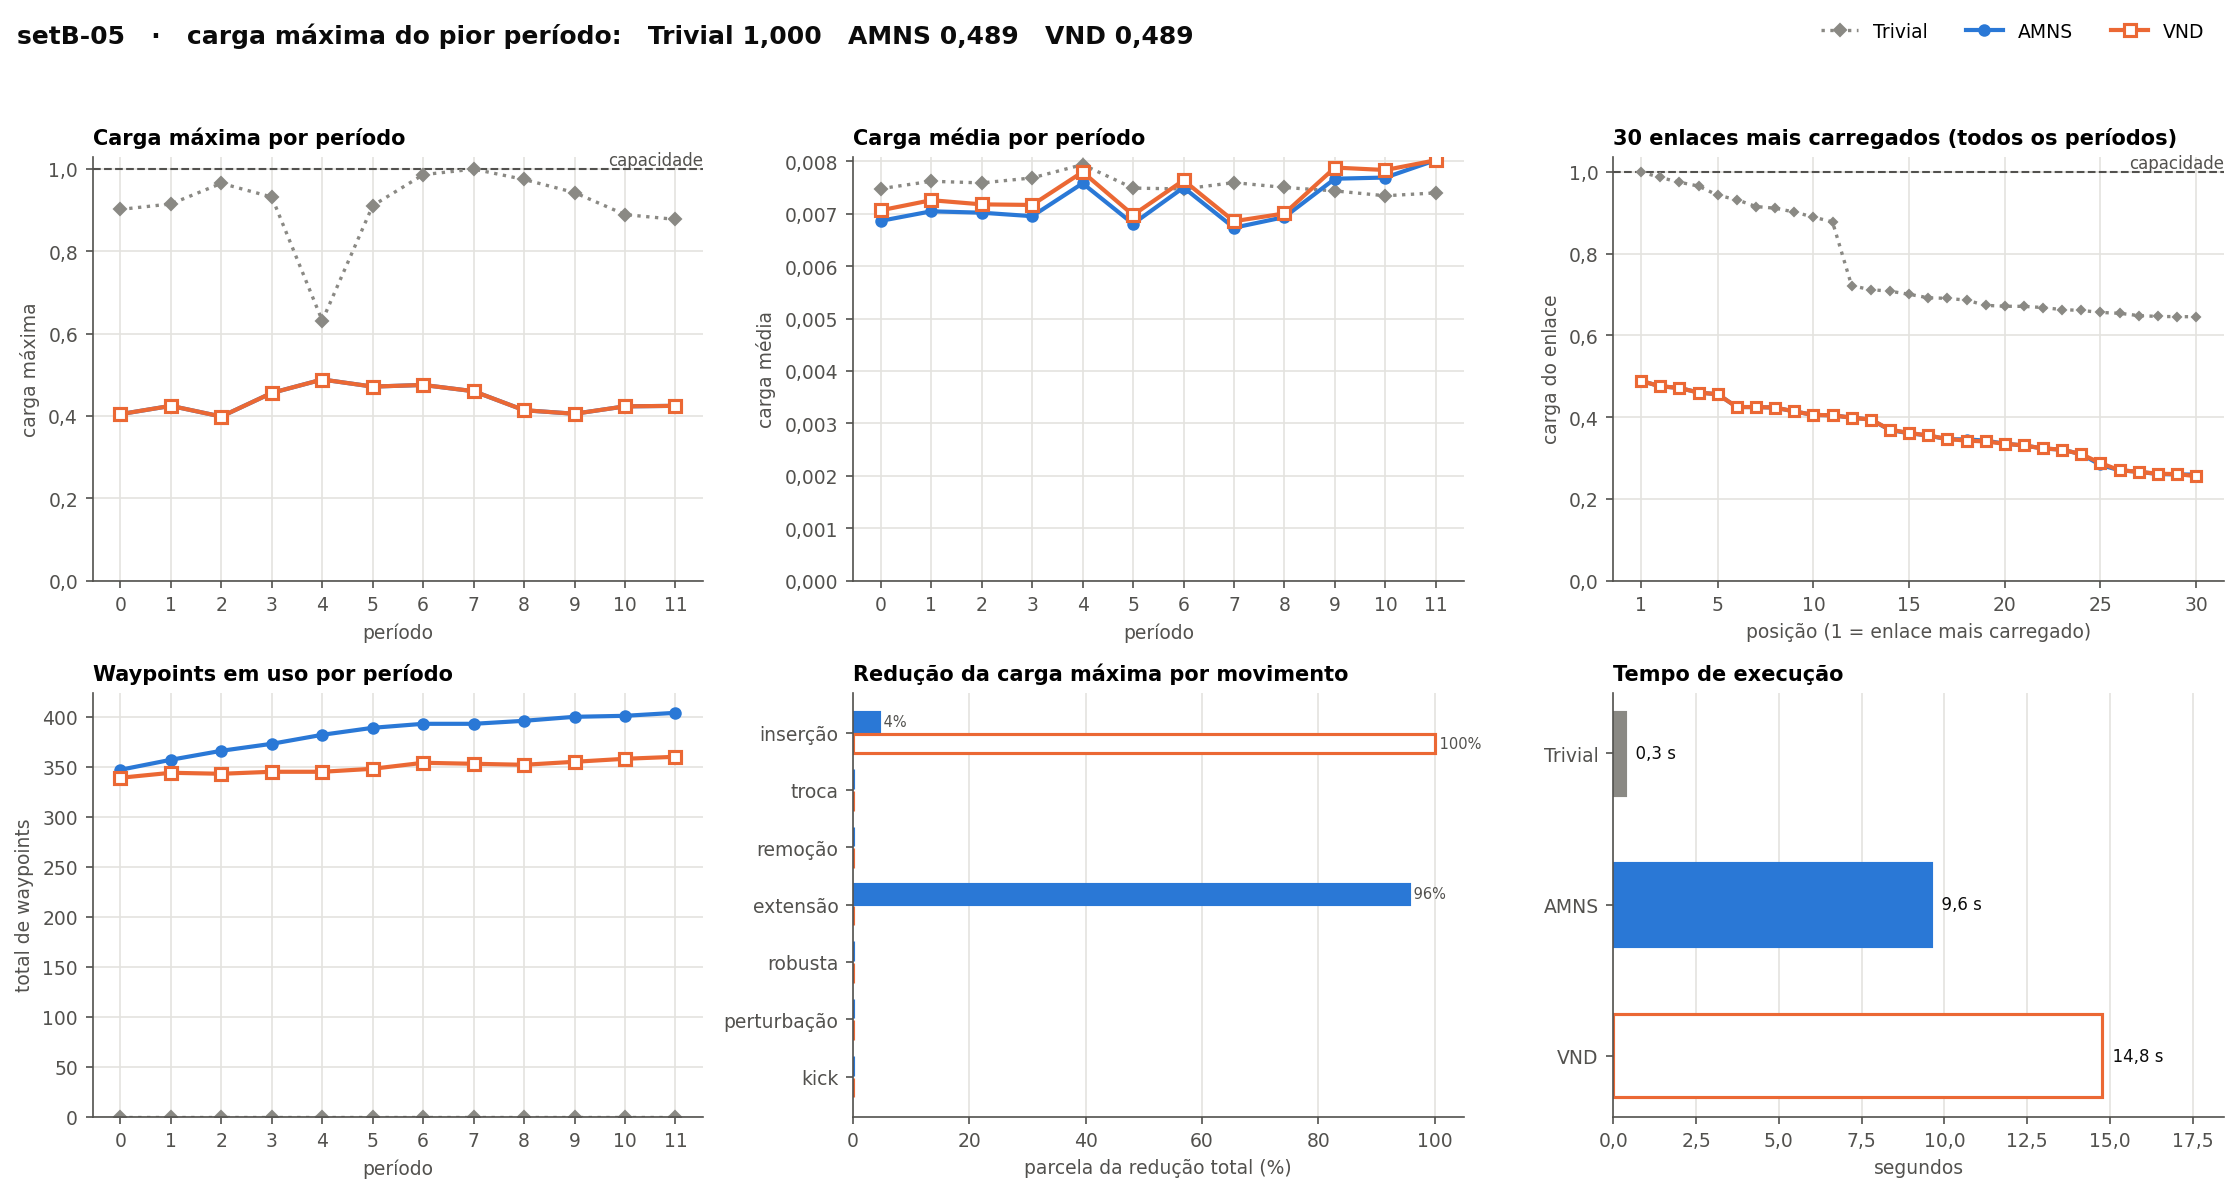 setB-05 · carga máxima do pior período: Trivial 1,000 AMNS 0,489 VND 0,489
Trivial
AMNS
VND
Carga máxima por período
capacidade
1,0
0,8
0,6
0,4
0,2
0,0
carga máxima
0 1 2 3 4 5 6 7 8 9 10 11
período
Carga média por período
0,008
0,007
0,006
0,005
0,004
0,003
0,002
0,001
0,000
carga média
0 1 2 3 4 5 6 7 8 9 10 11
período
30 enlaces mais carregados (todos os períodos)
capacidade
1,0
0,8
0,6
0,4
0,2
0,0
carga do enlace
1 5 10 15 20 25 30
posição (1 = enlace mais carregado)
Waypoints em uso por período
400
350
300
250
200
150
100
50
0
total de waypoints
0 1 2 3 4 5 6 7 8 9 10 11
período
Redução da carga máxima por movimento
inserção
4%
100%
troca
remoção
extensão
96%
robusta
perturbação
kick
0 20 40 60 80 100
parcela da redução total (%)
Tempo de execução
Trivial
0,3 s
AMNS
9,6 s
VND
14,8 s
0,0 2,5 5,0 7,5 10,0 12,5 15,0 17,5
segundos